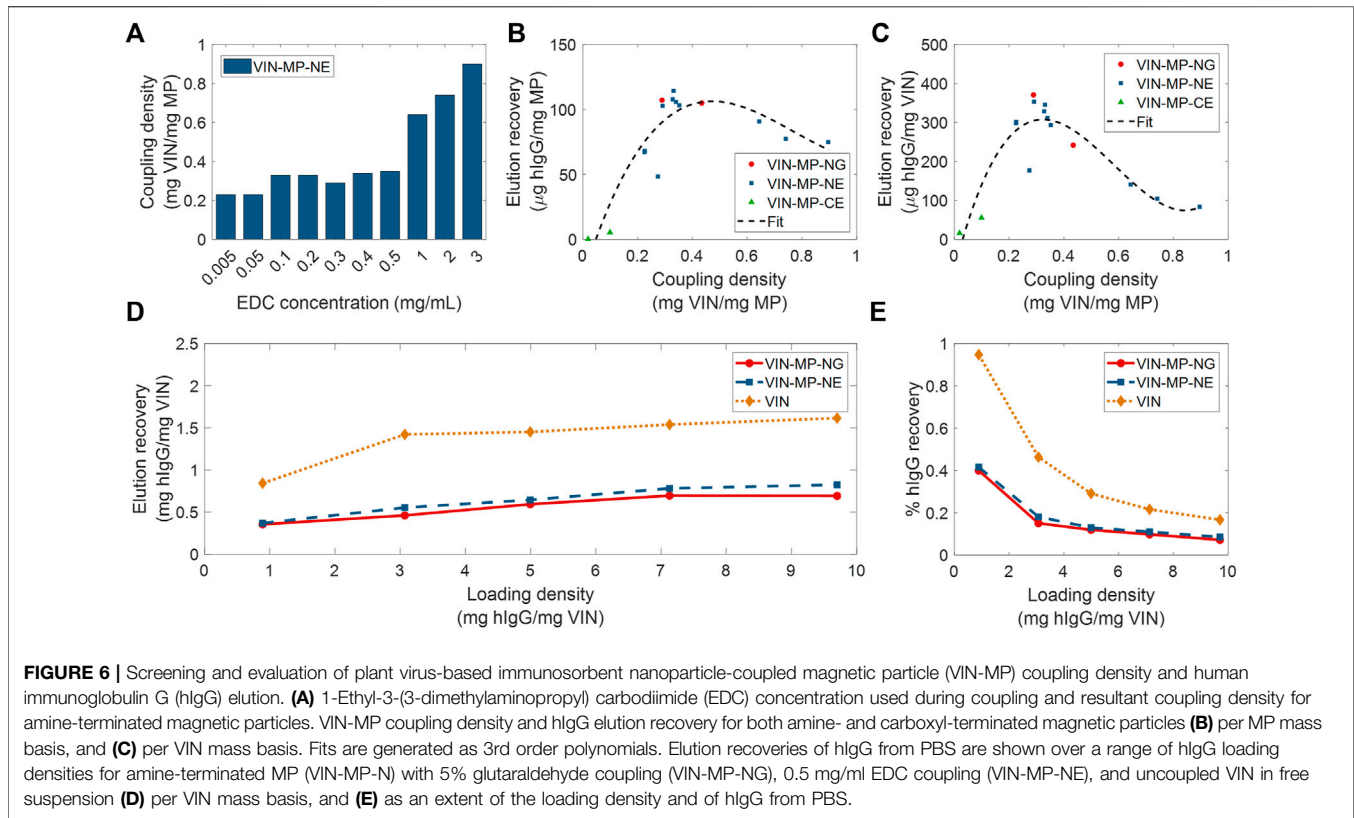 A
VIN-MP-NE
Coupling density
(mg VIN/mg MP)
1
0.8
0.6
0.4
0.2
0
0.005
0.05
0.1
0.2
0.3
0.4
0.5
1
2
3
EDC concentration (mg/mL)
B
Elution recovery
(μg hIgG/mg MP)
150
100
50
0
VIN-MP-NG
VIN-MP-NE
VIN-MP-CE
Fit
0 0.2 0.4 0.6 0.8 1
Coupling density
(mg VIN/mg MP)
C
Elution recovery
(μg hIgG/mg VIN)
500
400
300
200
100
0
VIN-MP-NG
VIN-MP-NE
VIN-MP-CE
Fit
0 0.2 0.4 0.6 0.8 1
Coupling density
(mg VIN/mg MP)
D
Elution recovery
(mg hIgG/mg VIN)
2.5
2
1.5
1
0.5
0
VIN-MP-NG
VIN-MP-NE
VIN
0 1 2 3 4 5 6 7 8 9 10
Loading density
(mg hIgG/mg VIN)
E
% hIgG recovery
1
0.8
0.6
0.4
0.2
0
VIN-MP-NG
VIN-MP-NE
VIN
0 2 4 6 8 10
Loading density
(mg hIgG/mg VIN)
FIGURE 6 | Screening and evaluation of plant virus-based immunosorbent nanoparticle-coupled magnetic particle (VIN-MP) coupling density and human
immunoglobulin G (hIgG) elution. (A) 1-Ethyl-3-(3-dimethylaminopropyl) carbodiimide (EDC) concentration used during coupling and resultant coupling density for
amine-terminated magnetic particles. VIN-MP coupling density and hIgG elution recovery for both amine- and carboxyl-terminated magnetic particles (B) per MP mass
basis, and (C) per VIN mass basis. Fits are generated as 3rd order polynomials. Elution recoveries of hIgG from PBS are shown over a range of hIgG loading
densities for amine-terminated MP (VIN-MP-N) with 5% glutaraldehyde coupling (VIN-MP-NG), 0.5 mg/ml EDC coupling (VIN-MP-NE), and uncoupled VIN in free
suspension (D) per VIN mass basis, and (E) as an extent of the loading density and of hIgG from PBS.